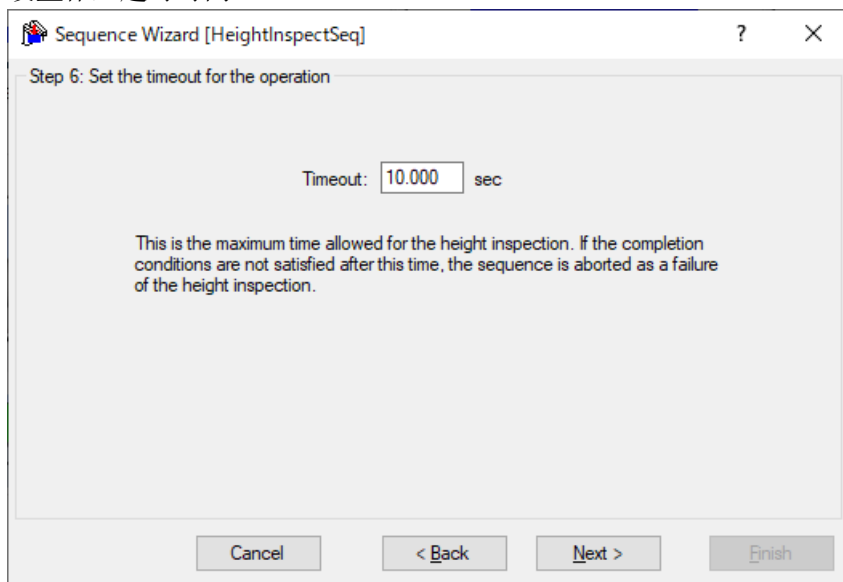 Sequence Wizard [HeightInspectSeq]
?
Step 6: Set the timeout for the operation
Timeout: 10.000 sec
This is the maximum time allowed for the height inspection. If the completion
conditions are not satisfied after this time, the sequence is aborted as a failure
of the height inspection.
Cancel < Back Next > Finish